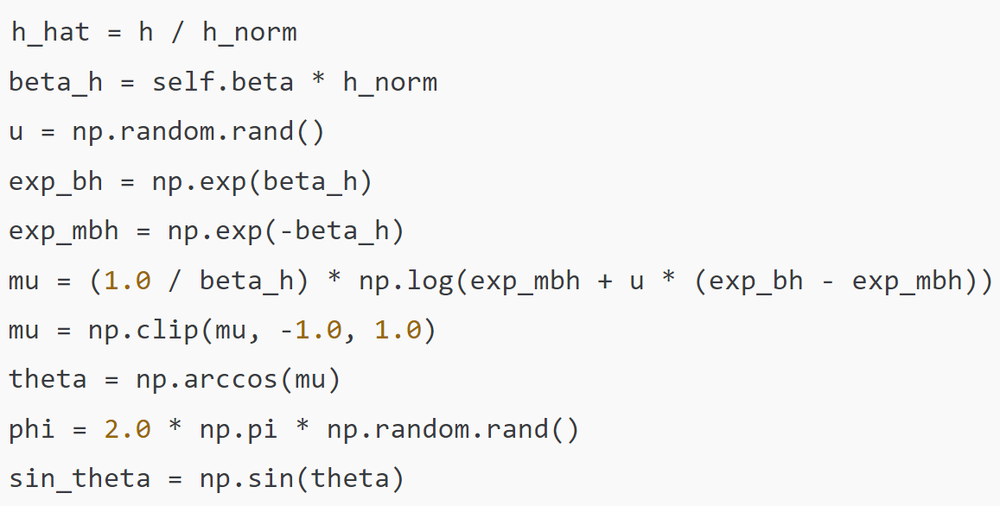 h_hat = h / h_norm
beta_h = self.beta * h_norm
u = np.random.rand()
exp_bh = np.exp(beta_h)
exp_mbh = np.exp(-beta_h)
mu = (1.0 / beta_h) * np.log(exp_mbh + u * (exp_bh - exp_mbh))
mu = np.clip(mu, -1.0, 1.0)
theta = np.arccos(mu)
phi = 2.0 * np.pi * np.random.rand()
sin_theta = np.sin(theta)